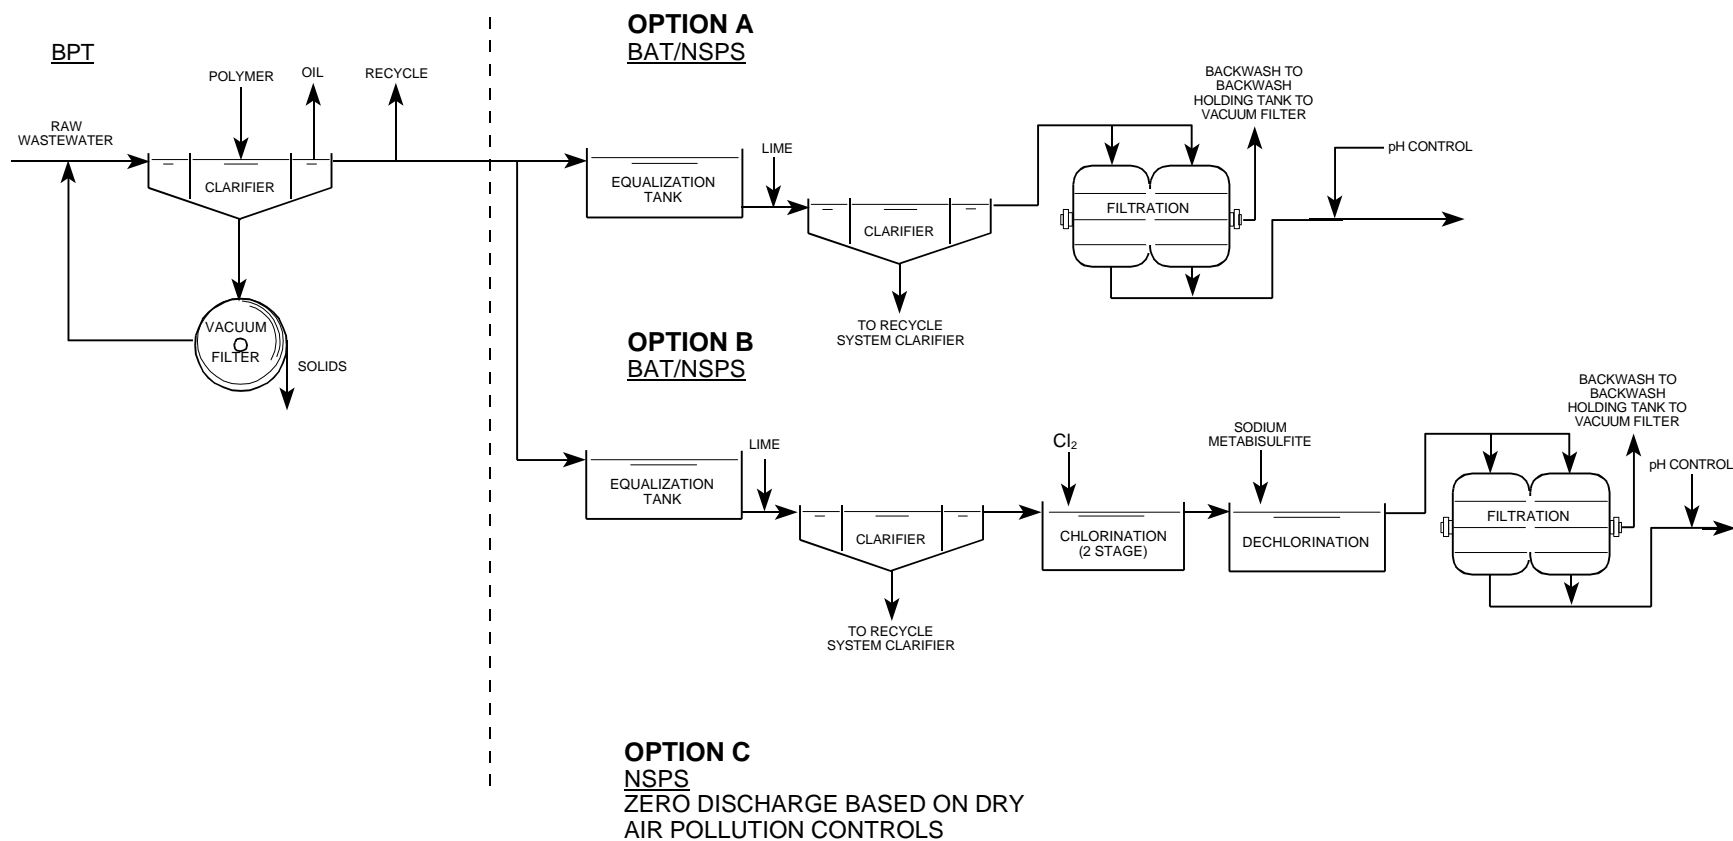 OPTION A
BAT/NSPS
BPT
POLYMER
OIL
RECYCLE
RAW
WASTEWATER
CLARIFIER
VACUUM
FILTER
SOLIDS
EQUALIZATION
TANK
LIME
CLARIFIER
TO RECYCLE
SYSTEM CLARIFIER
BACKWASH TO
BACKWASH
HOLDING TANK TO
VACUUM FILTER
FILTRATION
pH CONTROL
OPTION B
BAT/NSPS
EQUALIZATION
TANK
LIME
CLARIFIER
TO RECYCLE
SYSTEM CLARIFIER
Cl₂
CHLORINATION
(2 STAGE)
SODIUM
METABISULFITE
DECHLORINATION
BACKWASH TO
BACKWASH
HOLDING TANK TO
VACUUM FILTER
FILTRATION
pH CONTROL
OPTION C
NSPS
ZERO DISCHARGE BASED ON DRY
AIR POLLUTION CONTROLS